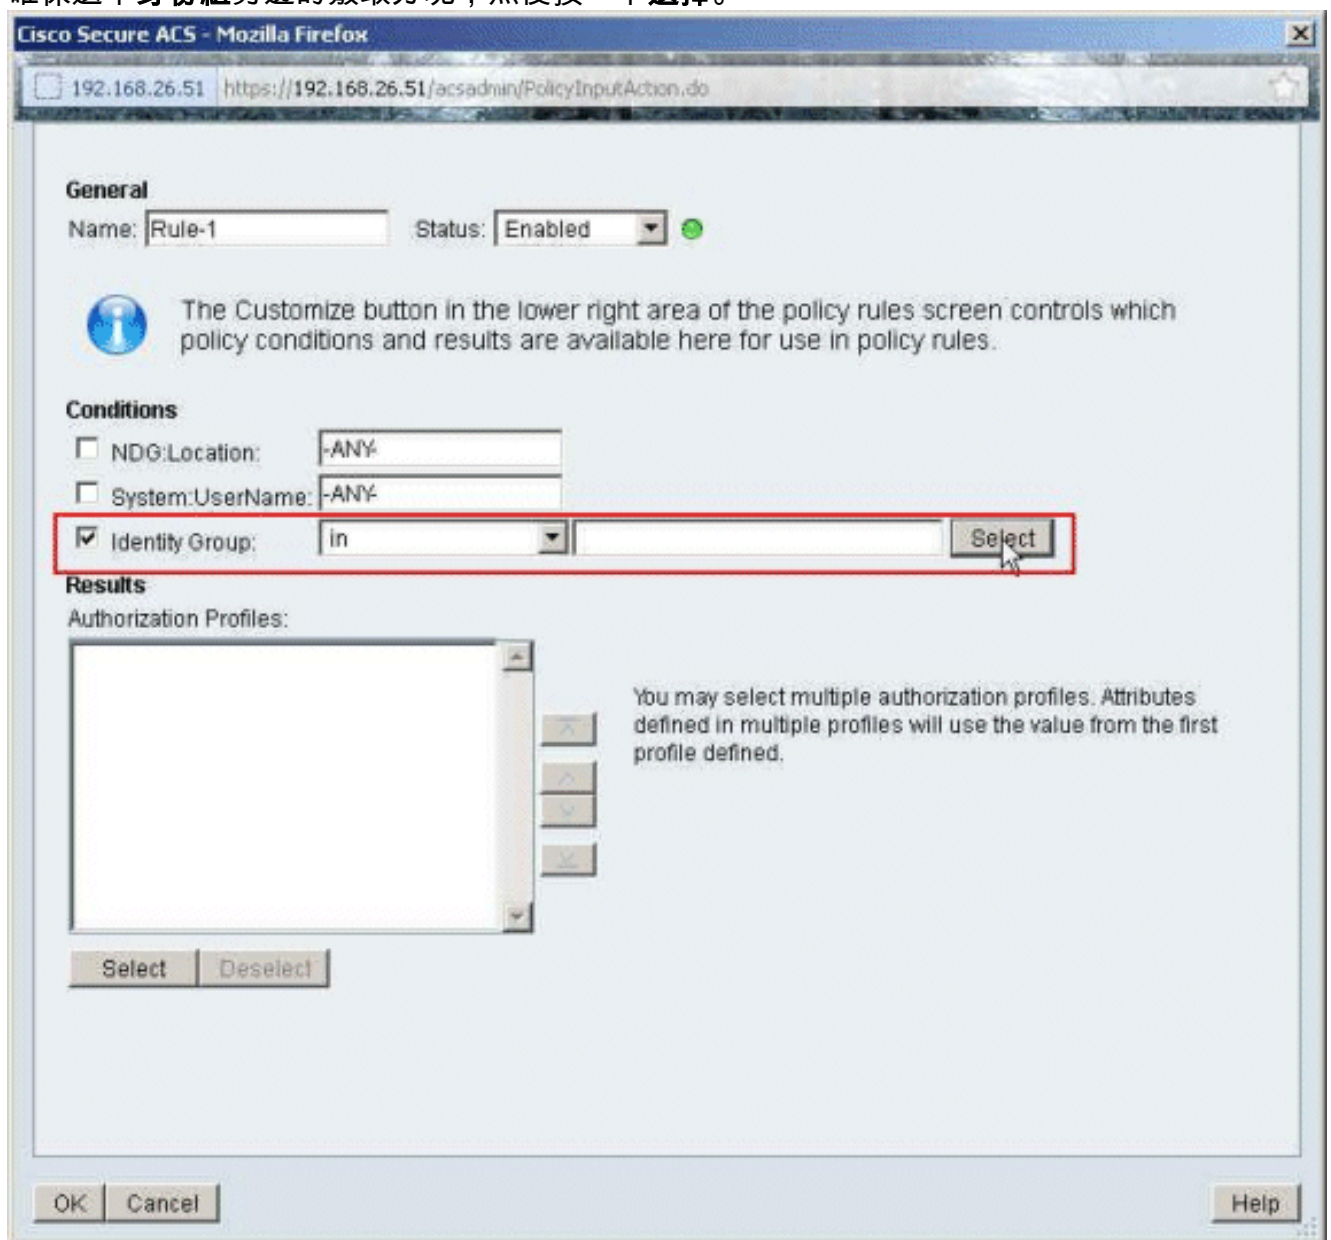 Cisco Secure ACS - Mozilla Firefox
192.168.26.51 https://192.168.26.51/acsadmin/PolicyInputAction.do
General
Name: Rule-1 Status: Enabled
The Customize button in the lower right area of the policy rules screen controls which
policy conditions and results are available here for use in policy rules.
Conditions
NDG:Location: -ANY-
System:UserName: -ANY-
Identity Group: in Select
Results
Authorization Profiles:
You may select multiple authorization profiles. Attributes
defined in multiple profiles will use the value from the first
profile defined.
Select Deselect
OK Cancel Help